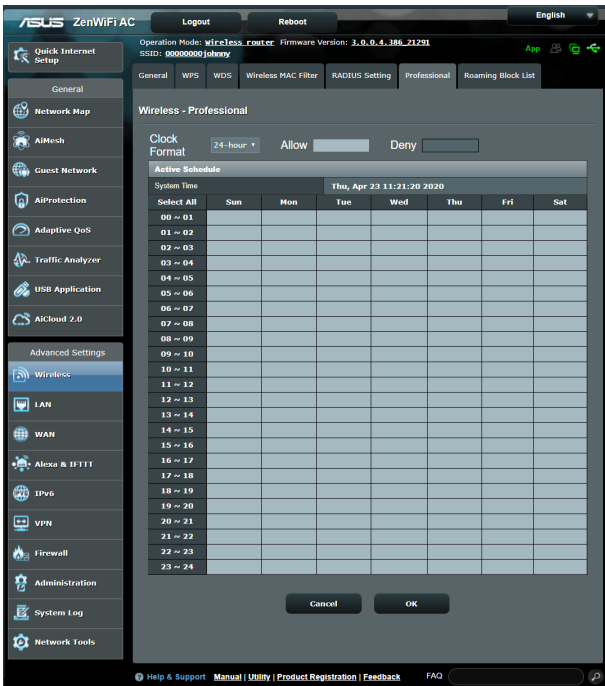 ASUS ZenWiFi AC Logout Reboot English
Quick Internet Setup
General
Network Map
AiMesh
Guest Network
AiProtection
Adaptive QoS
Traffic Analyzer
USB Application
AiCloud 2.0
Advanced Settings
Wireless
LAN
WAN
Alexa & IFTTT
IPv6
VPN
Firewall
Administration
System Log
Network Tools
Operation Mode: Wireless router Firmware Version: 3.0.0.4.386_21291
SSID: 00000000johnny
App
General WPS WDS Wireless MAC Filter RADIUS Setting Professional Roaming Block List
Wireless - Professional
Clock Format 24-hour Allow Deny
Active Schedule
System Time Thu, Apr 23 11:21:20 2020
Select All Sun Mon Tue Wed Thu Fri Sat
00 ~ 01
01 ~ 02
02 ~ 03
03 ~ 04
04 ~ 05
05 ~ 06
06 ~ 07
07 ~ 08
08 ~ 09
09 ~ 10
10 ~ 11
11 ~ 12
12 ~ 13
13 ~ 14
14 ~ 15
15 ~ 16
16 ~ 17
17 ~ 18
18 ~ 19
19 ~ 20
20 ~ 21
21 ~ 22
22 ~ 23
23 ~ 24
Cancel OK
Help & Support Manual | Utility | Product Registration | Feedback FAQ